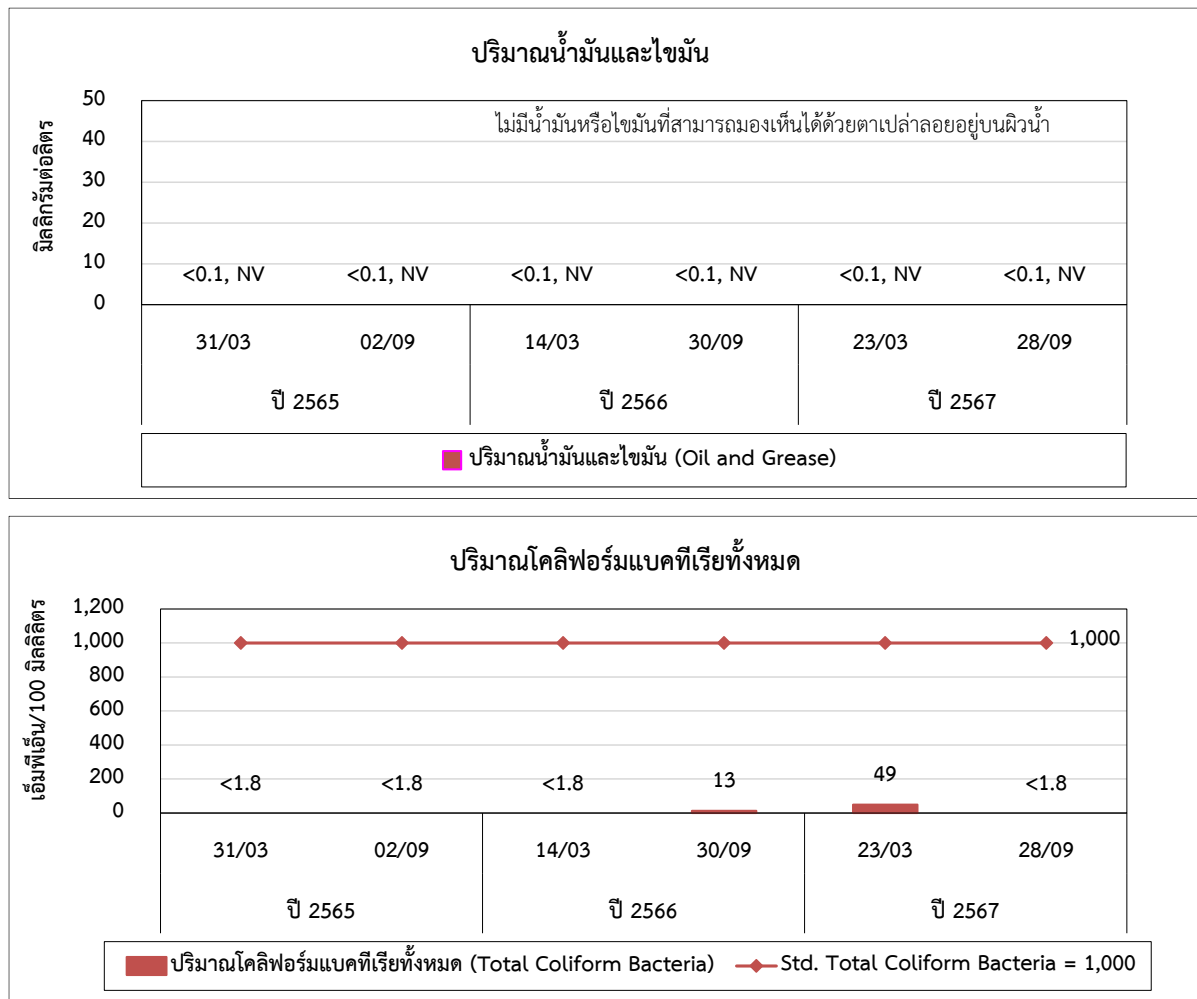 ปริมาณน้ำมันและไขมัน
มิลลิกรัมต่อลิตร
50
40
30
20
10
0
ไม่มีน้ำมันหรือไขมันที่สามารถมองเห็นได้ด้วยตาเปล่าลอยอยู่บนผิวน้ำ
<0.1, NV <0.1, NV <0.1, NV <0.1, NV <0.1, NV <0.1, NV
31/03 02/09 14/03 30/09 23/03 28/09
ปี 2565 ปี 2566 ปี 2567
ปริมาณน้ำมันและไขมัน (Oil and Grease)
ปริมาณโคลิฟอร์มแบคทีเรียทั้งหมด
เอ็มพีเอ็น/100 มิลลิลิตร
1,200
1,000
800
600
400
200
0
1,000
<1.8 <1.8 <1.8 13 49 <1.8
31/03 02/09 14/03 30/09 23/03 28/09
ปี 2565 ปี 2566 ปี 2567
ปริมาณโคลิฟอร์มแบคทีเรียทั้งหมด (Total Coliform Bacteria) Std. Total Coliform Bacteria = 1,000